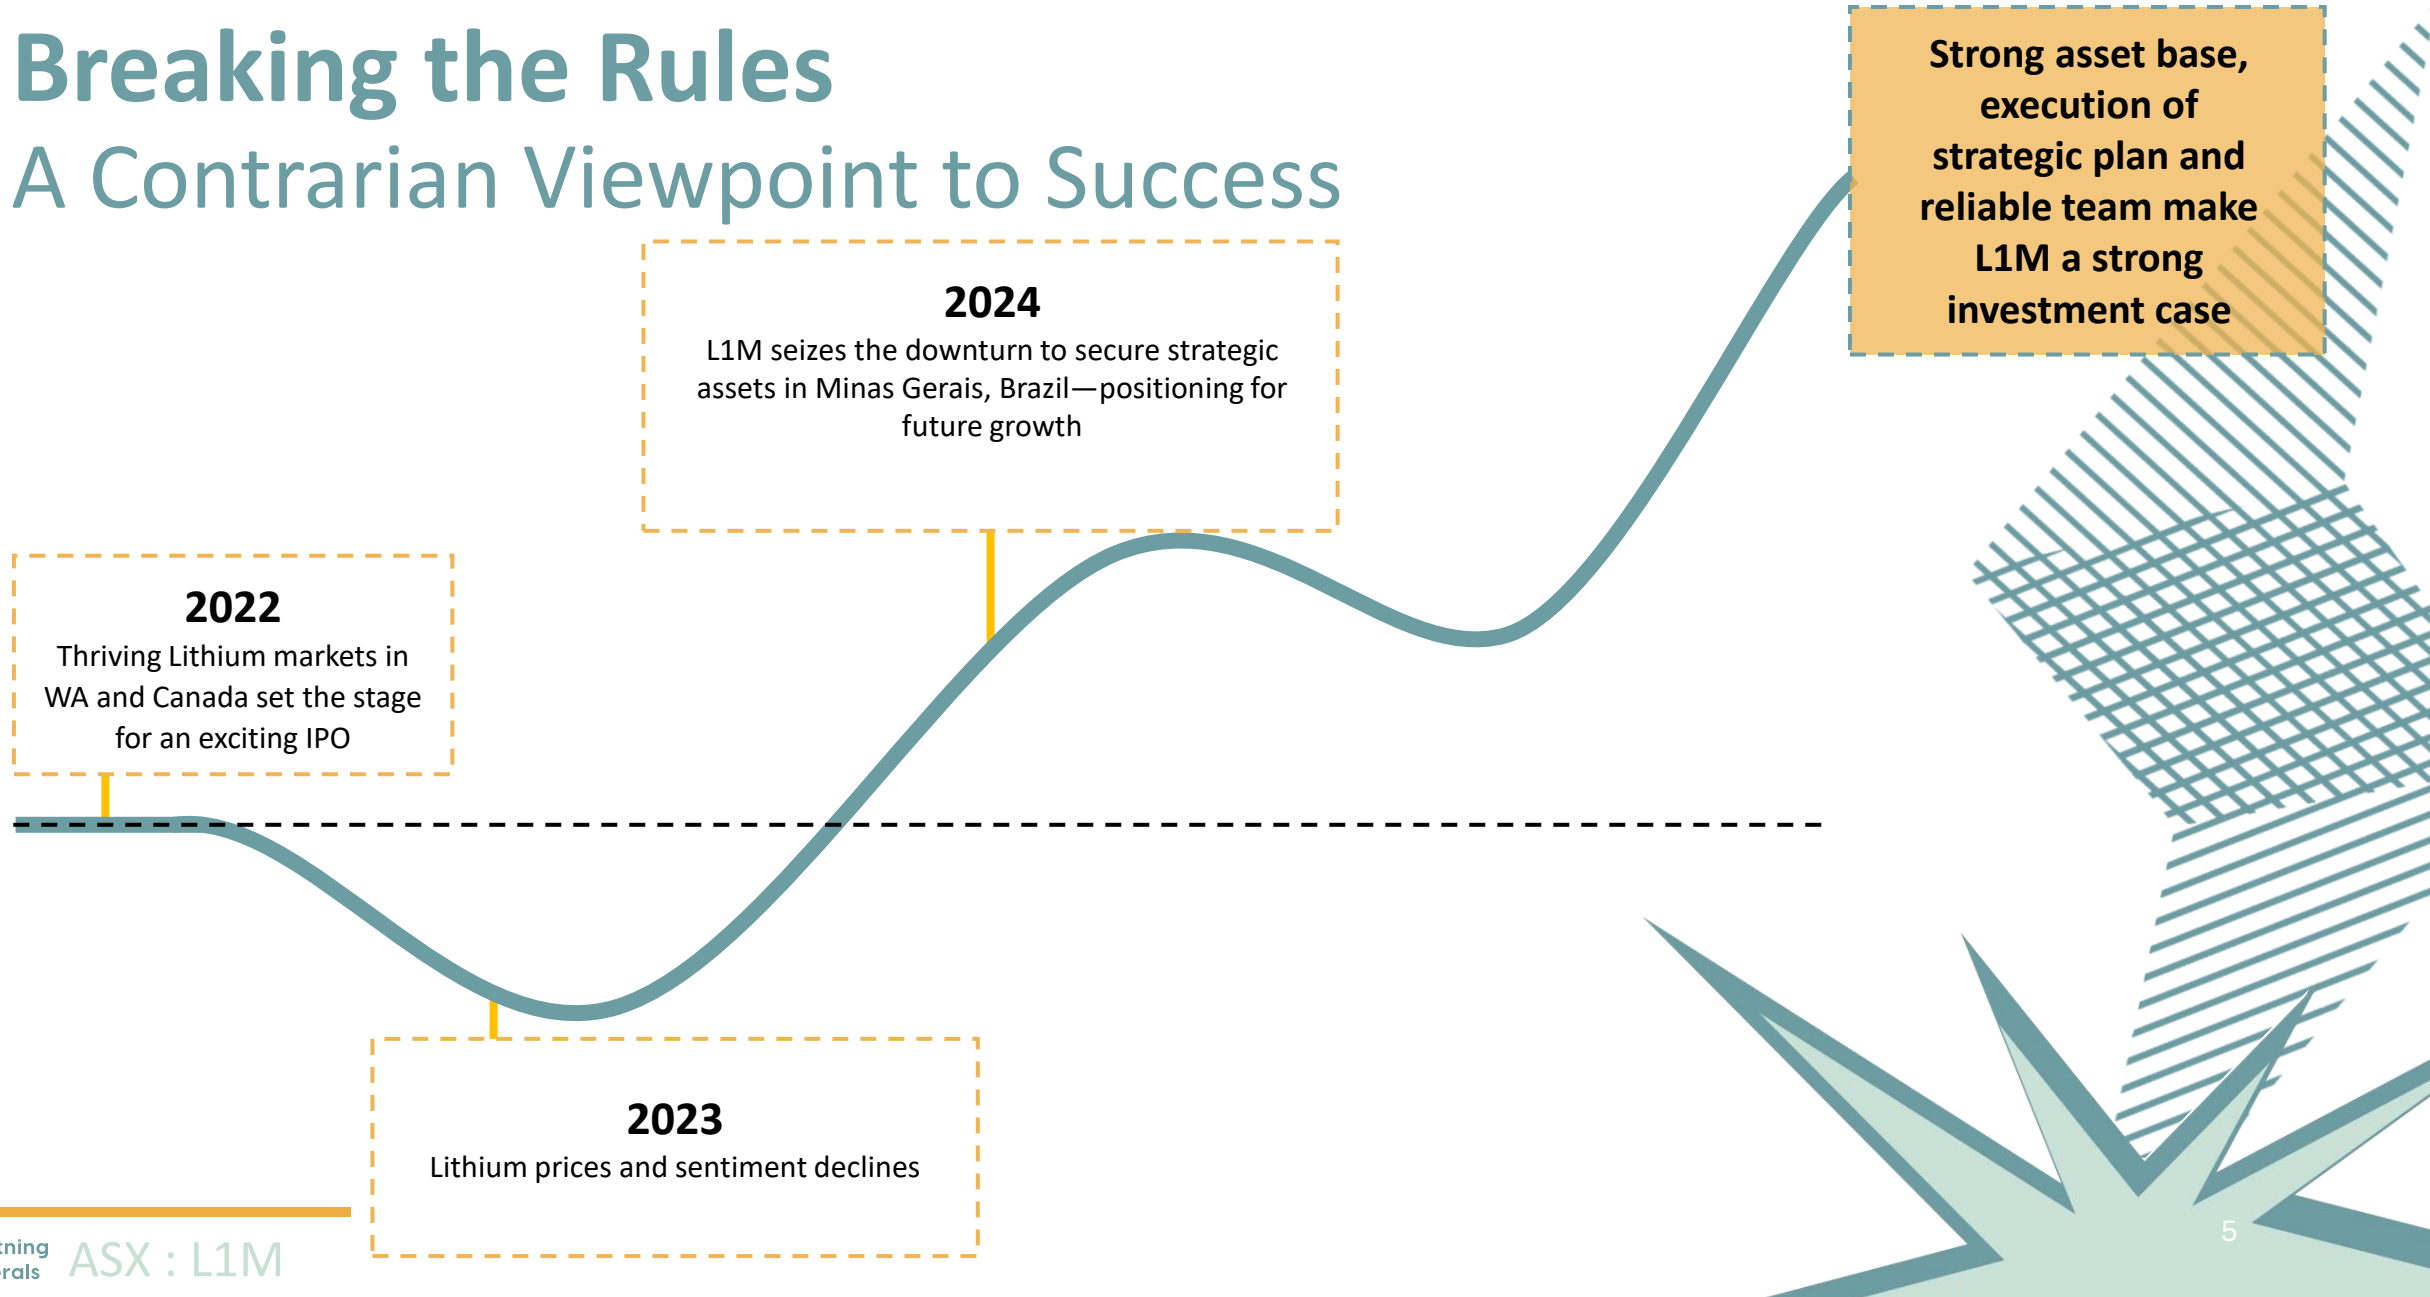 Breaking the Rules
A Contrarian Viewpoint to Success
Strong asset base,
execution of
strategic plan and
reliable team make
L1M a strong
investment case
2024
L1M seizes the downturn to secure strategic
assets in Minas Gerais, Brazil—positioning for
future growth
2022
Thriving Lithium markets in
WA and Canada set the stage
for an exciting IPO
2023
Lithium prices and sentiment declines
ASX : L1M
5